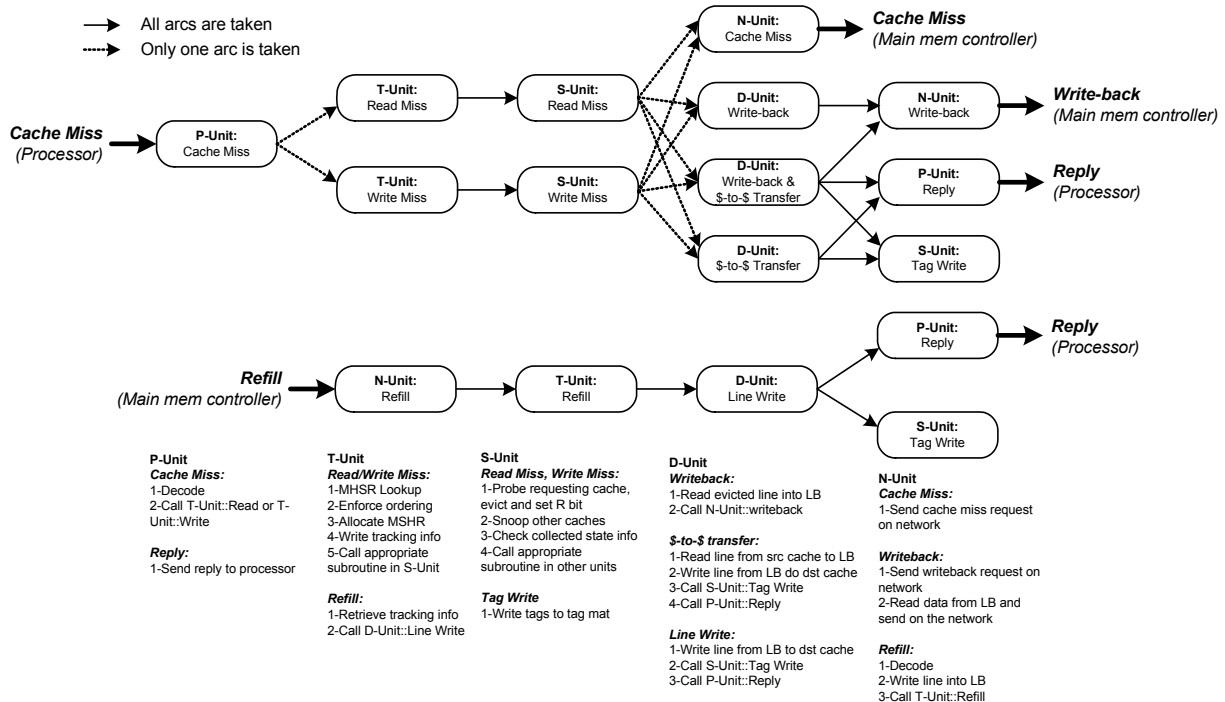 All arcs are taken
Only one arc is taken
N-Unit:
Cache Miss
Cache Miss
(Main mem controller)
T-Unit:
Read Miss
S-Unit:
Read Miss
D-Unit:
Write-back
N-Unit:
Write-back
Write-back
(Main mem controller)
Cache Miss
(Processor)
P-Unit:
Cache Miss
T-Unit:
Write Miss
S-Unit:
Write Miss
D-Unit:
Write-back &
$-to-$ Transfer
P-Unit:
Reply
Reply
(Processor)
D-Unit:
$-to-$ Transfer
S-Unit:
Tag Write
P-Unit:
Reply
Reply
(Processor)
Refill
(Main mem controller)
N-Unit:
Refill
T-Unit:
Refill
D-Unit:
Line Write
S-Unit:
Tag Write
P-Unit
Cache Miss:
1-Decode
2-Call T-Unit::Read or T-
Unit::Write
Reply:
1-Send reply to processor
T-Unit
Read/Write Miss:
1-MHSR Lookup
2-Enforce ordering
3-Allocate MSHR
4-Write tracking info
5-Call appropriate
subroutine in S-Unit
Refill:
1-Retrieve tracking info
2-Call D-Unit::Line Write
S-Unit
Read Miss, Write Miss:
1-Probe requesting cache,
evict and set R bit
2-Snoop other caches
3-Check collected state info
4-Call appropriate
subroutine in other units
Tag Write
1-Write tags to tag mat
D-Unit
Writeback:
1-Read evicted line into LB
2-Call N-Unit::writeback
$-to-$ transfer:
1-Read line from src cache to LB
2-Write line from LB do dst cache
3-Call S-Unit::Tag Write
4-Call P-Unit::Reply
Line Write:
1-Write line from LB to dst cache
2-Call S-Unit::Tag Write
3-Call P-Unit::Reply
N-Unit
Cache Miss:
1-Send cache miss request
on network
Writeback:
1-Send writeback request on
network
2-Read data from LB and
send on the network
Refill:
1-Decode
2-Write line into LB
3-Call T-Unit::Refill